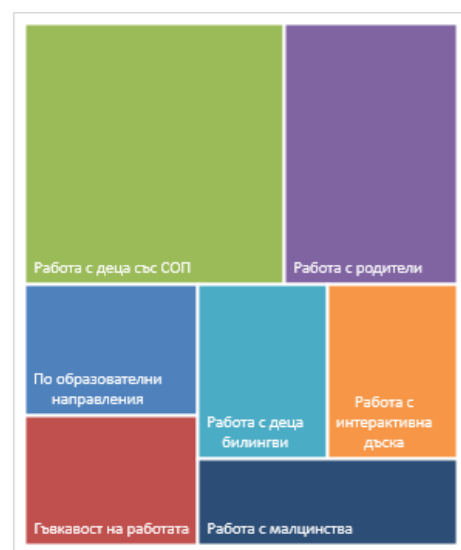 Работа с деца със СОП
Работа с родители
По образователни
направления
Работа с деца
билингви
Работа с
интерактивна
дъска
Гъвкавост на работата
Работа с малцинства